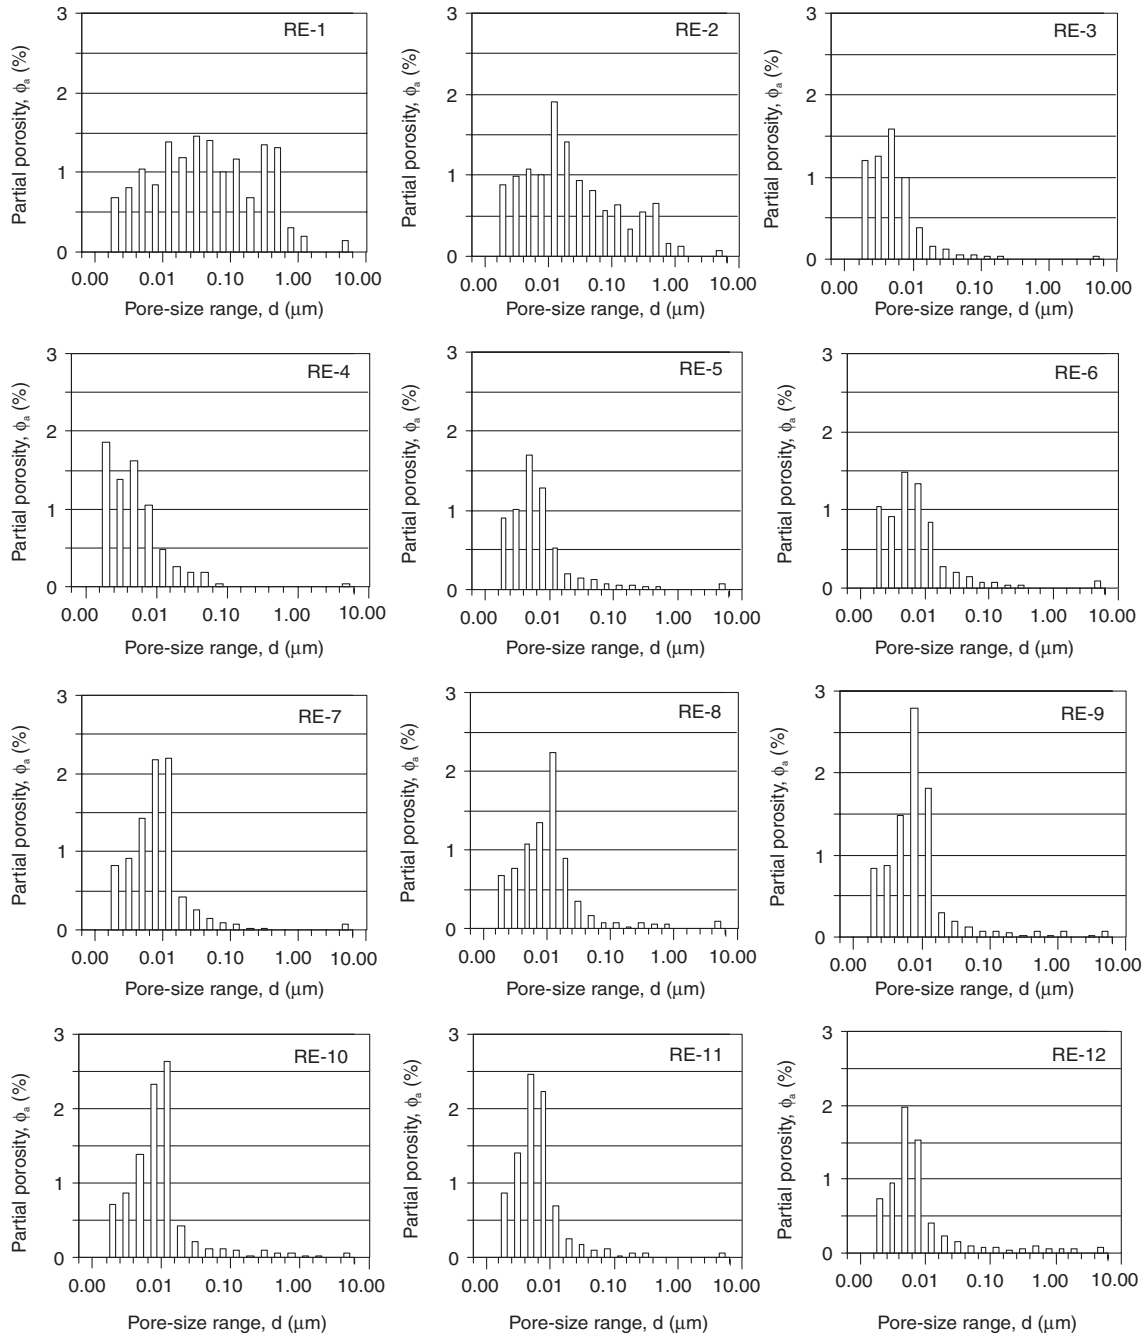 RE-1
Partial porosity, ϕa (%)
3
2
1
0
0.00 0.01 0.10 1.00 10.00
Pore-size range, d (μm)
RE-2
Partial porosity, ϕa (%)
3
2
1
0
0.00 0.01 0.10 1.00 10.00
Pore-size range, d (μm)
RE-3
Partial porosity, ϕa (%)
3
2
1
0
0.00 0.01 0.10 1.00 10.00
Pore-size range, d (μm)
RE-4
Partial porosity, ϕa (%)
3
2
1
0
0.00 0.01 0.10 1.00 10.00
Pore-size range, d (μm)
RE-5
Partial porosity, ϕa (%)
3
2
1
0
0.00 0.01 0.10 1.00 10.00
Pore-size range, d (μm)
RE-6
Partial porosity, ϕa (%)
3
2
1
0
0.00 0.01 0.10 1.00 10.00
Pore-size range, d (μm)
RE-7
Partial porosity, ϕa (%)
3
2
1
0
0.00 0.01 0.10 1.00 10.00
Pore-size range, d (μm)
RE-8
Partial porosity, ϕa (%)
3
2
1
0
0.00 0.01 0.10 1.00 10.00
Pore-size range, d (μm)
RE-9
Partial porosity, ϕa (%)
3
2
1
0
0.00 0.01 0.10 1.00 10.00
Pore-size range, d (μm)
RE-10
Partial porosity, ϕa (%)
3
2
1
0
0.00 0.01 0.10 1.00 10.00
Pore-size range, d (μm)
RE-11
Partial porosity, ϕa (%)
3
2
1
0
0.00 0.01 0.10 1.00 10.00
Pore-size range, d (μm)
RE-12
Partial porosity, ϕa (%)
3
2
1
0
0.00 0.01 0.10 1.00 10.00
Pore-size range, d (μm)